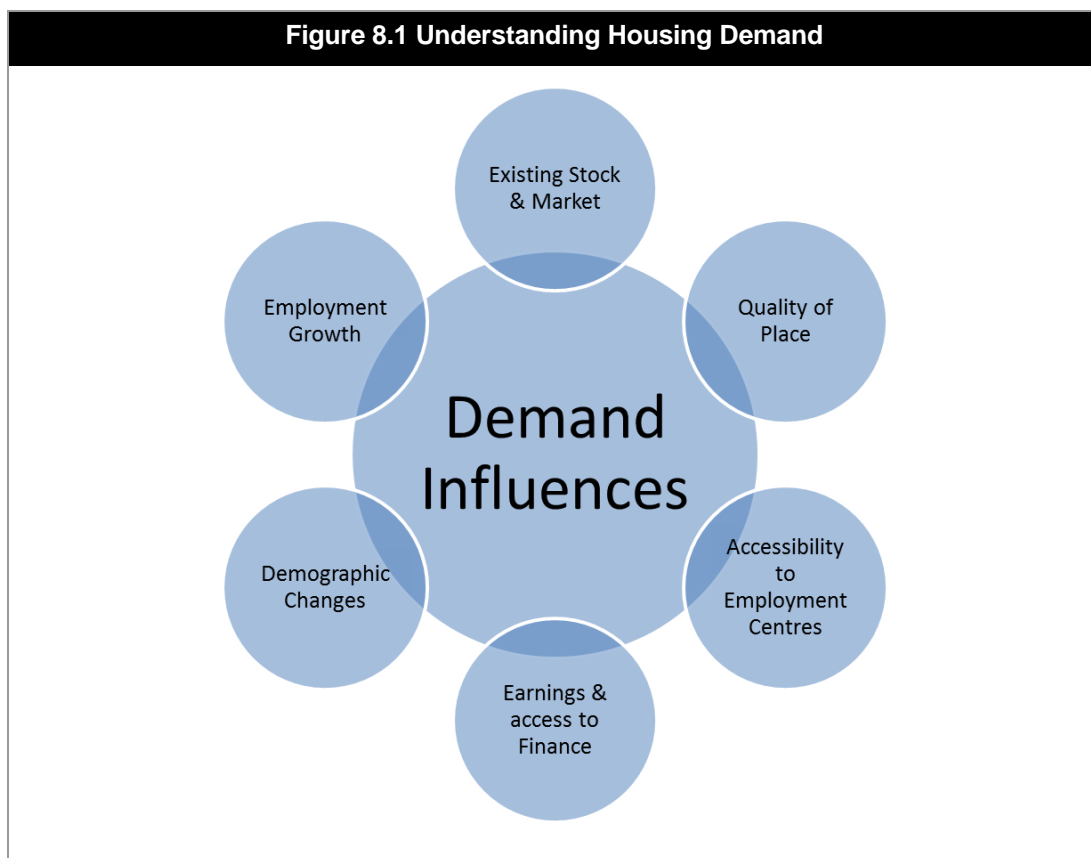 Figure 8.1 Understanding Housing Demand
Existing Stock
& Market
Employment
Growth
Quality of
Place
Demand
Influences
Demographic
Changes
Accessibility
to
Employment
Centres
Earnings &
access to
Finance